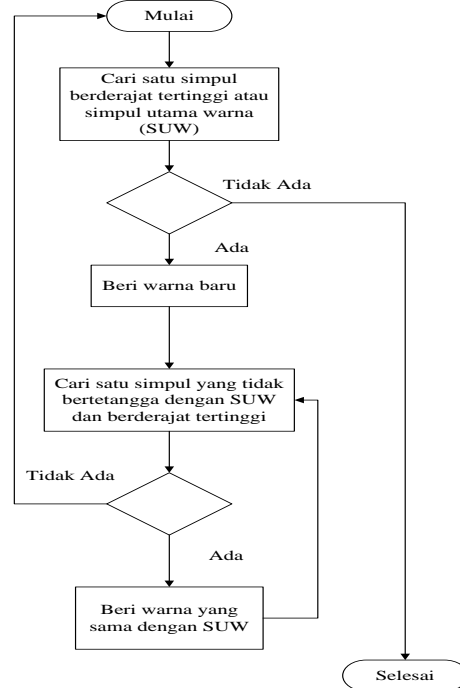 Mulai
Cari satu simpul
berderajat tertinggi atau
simpul utama warna
(SUW)
Tidak Ada
Ada
Beri warna baru
Cari satu simpul yang tidak
bertetangga dengan SUW
dan berderajat tertinggi
Tidak Ada
Ada
Beri warna yang
sama dengan SUW
Selesai